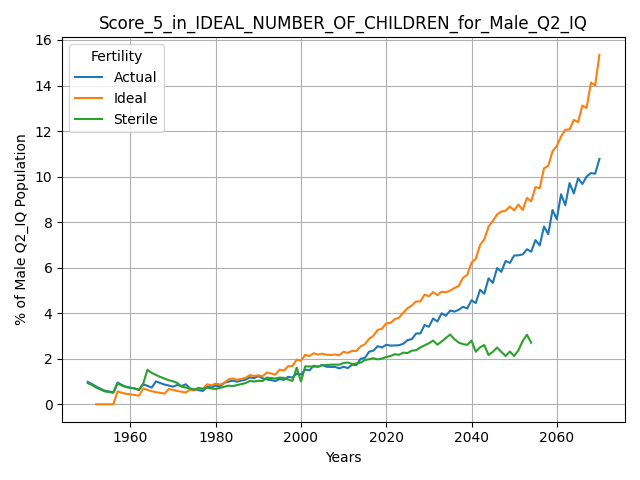 Score_5_in_IDEAL_NUMBER_OF_CHILDREN_for_Male_Q2_IQ
Fertility
Actual
Ideal
Sterile
% of Male Q2_IQ Population
16
14
12
10
8
6
4
2
0
1960
1980
2000
2020
2040
2060
Years